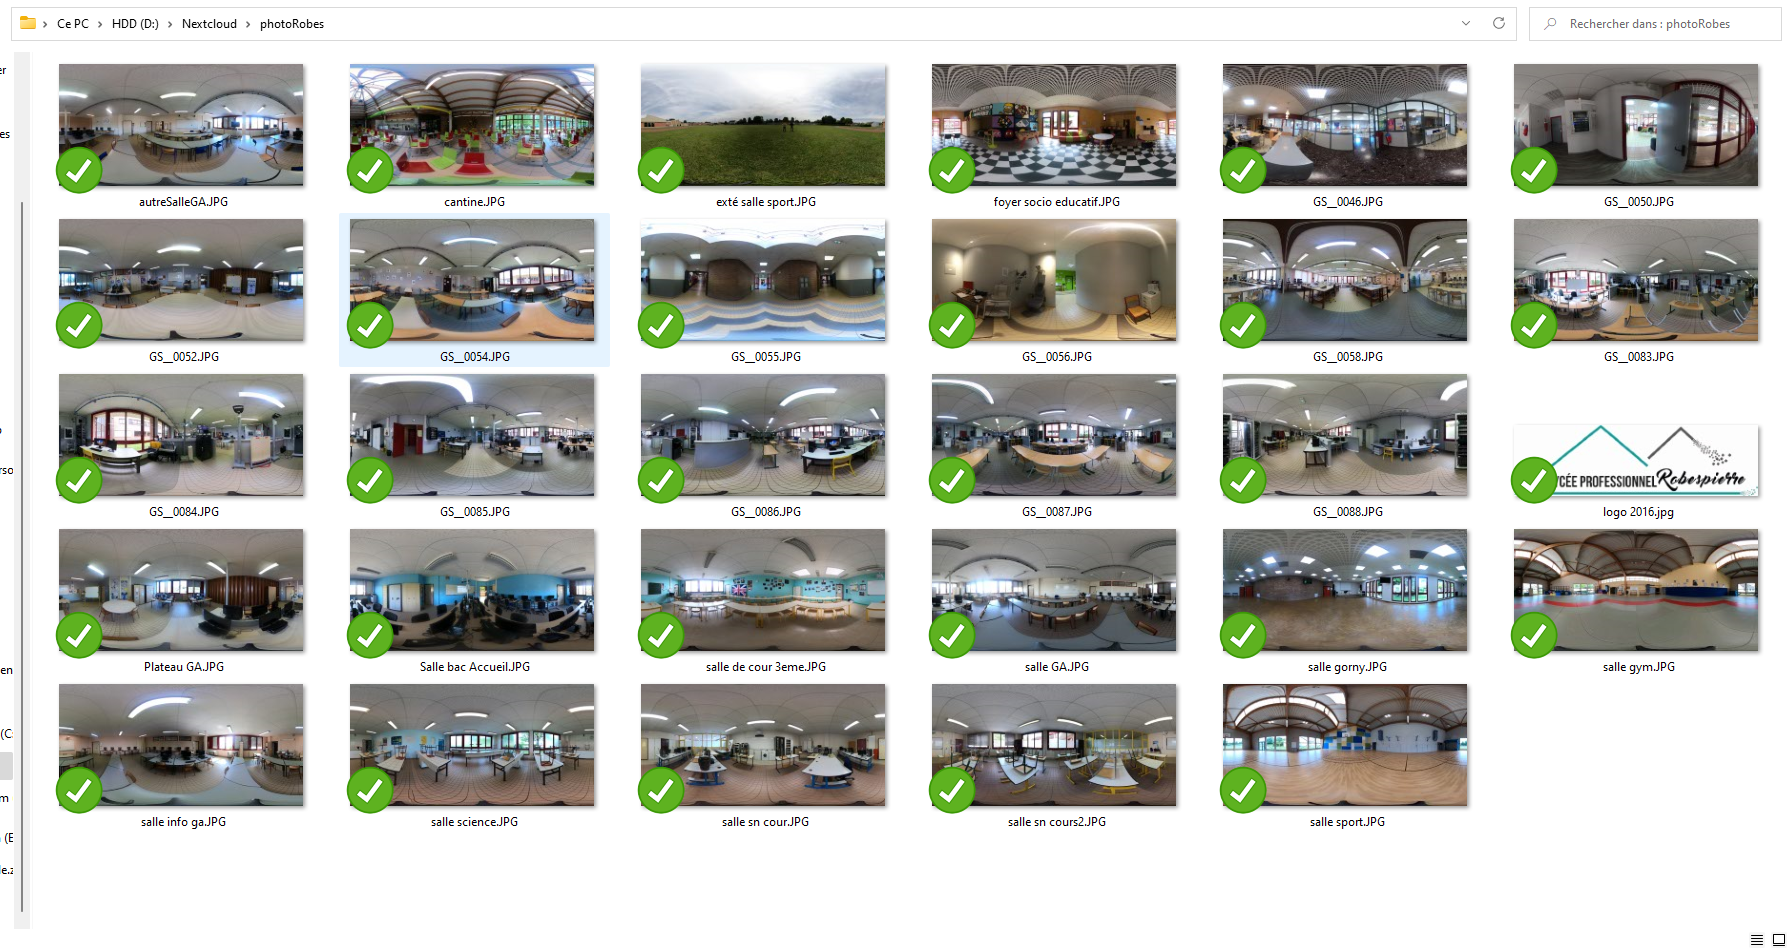 Ce PC > HDD (D:) > Nextcloud > photoRobes
Rechercher dans : photoRobes
autreSalleGA.JPG
cantine.JPG
exté salle sport.JPG
foyer socio educatif.JPG
GS__0046.JPG
GS__0050.JPG
GS__0052.JPG
GS__0054.JPG
GS__0055.JPG
GS__0056.JPG
GS__0058.JPG
GS__0083.JPG
GS__0084.JPG
GS__0085.JPG
GS__0086.JPG
GS__0087.JPG
GS__0088.JPG
CÉE PROFESSIONNEL Robespierre
logo 2016.jpg
Plateau GA.JPG
Salle bac Accueil.JPG
salle de cour 3eme.JPG
salle GA.JPG
salle gorny.JPG
salle gym.JPG
salle info ga.JPG
salle science.JPG
salle sn cour.JPG
salle sn cours2.JPG
salle sport.JPG